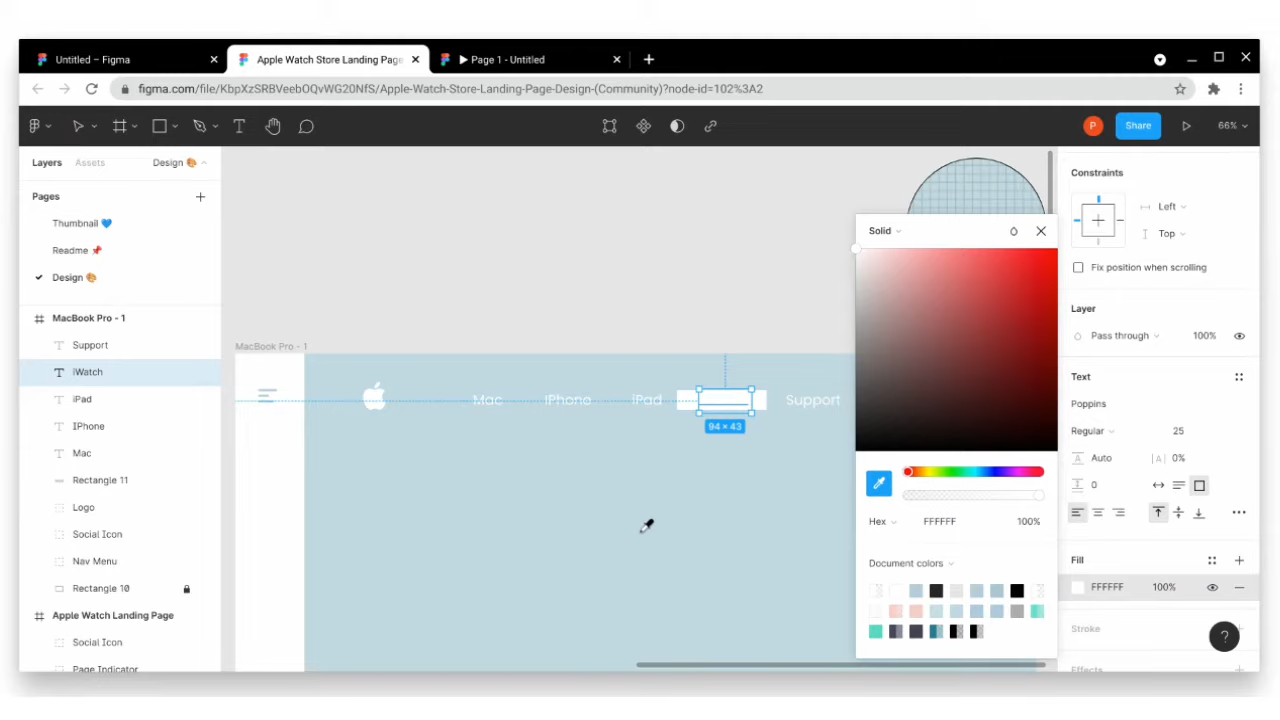 Untitled – Figma
Apple Watch Store Landing Page
Page 1 - Untitled
figma.com/file/KbpXzSRBVeebOQvWG20NfS/Apple-Watch-Store-Landing-Page-Design-(Community)?node-id=102%3A2
P
Share
66%
Layers
Assets
Design 🎨
Pages
Thumbnail 💙
Readme 📌
Design 🎨
MacBook Pro - 1
Support
iWatch
iPad
IPhone
Mac
Rectangle 11
Logo
Social Icon
Nav Menu
Rectangle 10
Apple Watch Landing Page
Social Icon
Page Indicator
MacBook Pro - 1
Mac
IPhone
iPad
Support
94 × 43
Solid
Hex
FFFFFF
100%
Document colors
Constraints
Left
Top
Fix position when scrolling
Layer
Pass through
100%
Text
Poppins
Regular
25
Auto
|A|
0%
0
Fill
FFFFFF
100%
Stroke
Effects
?